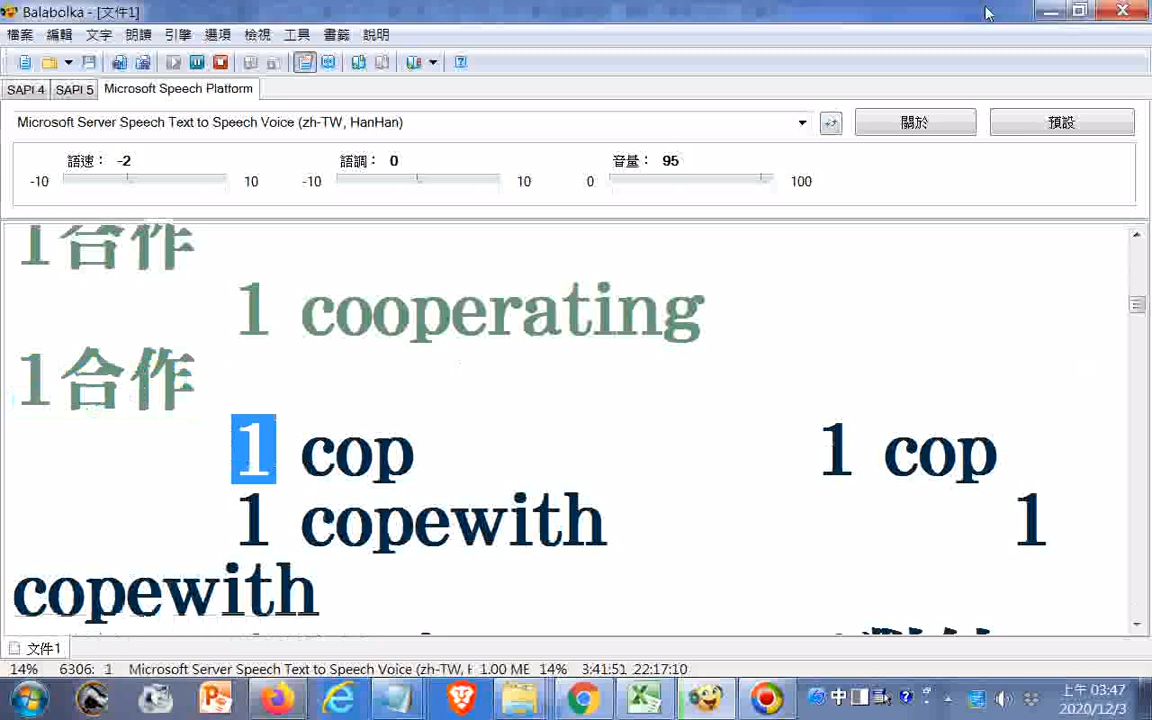 Balabolka - [文件1]
檔案 編輯 文字 朗讀 引擎 選項 檢視 工具 書籤 說明
SAPI 4 SAPI 5 Microsoft Speech Platform
Microsoft Server Speech Text to Speech Voice (zh-TW, HanHan) 關於 預設
語速： -2 語調： 0 音量： 95
-10 10 -10 10 0 100
1合作
1 cooperating
1合作
1 cop 1 cop
1 copewith 1
copewith
文件1
14% 6306: 1 Microsoft Server Speech Text to Speech Voice (zh-TW, 1.00 ME 14% 3:41:51 22:17:10
中 上午 03:47
2020/12/3